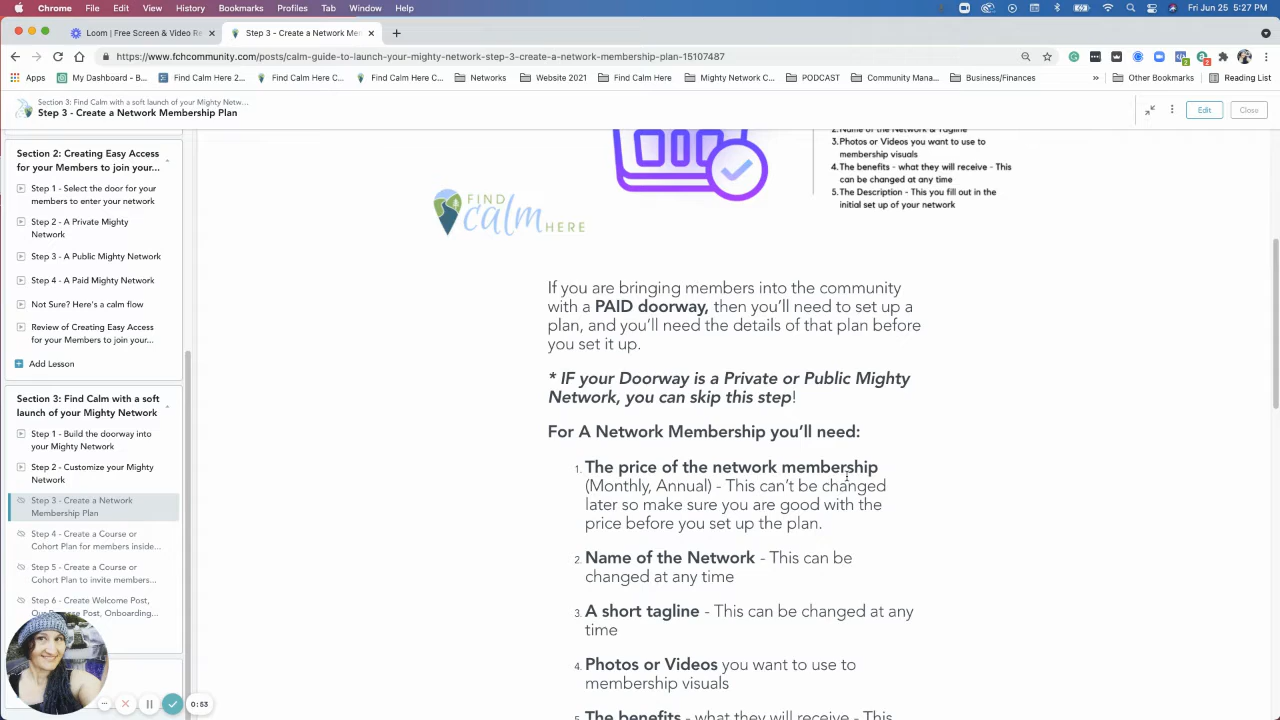 Chrome File Edit View History Bookmarks Profiles Tab Window Help Fri Jun 25 5:27 PM
Loom | Free Screen & Video Re Step 3 - Create a Network Mem
https://www.fchcommunity.com/posts/calm-guide-to-launch-your-mighty-network-step-3-create-a-network-membership-plan-15107487
Apps My Dashboard - B... Find Calm Here 2... Find Calm Here C... Find Calm Here C... Networks Website 2021 Find Calm Here Mighty Network C... PODCAST Community Mana... Business/Finances » Other Bookmarks Reading List
Section 3: Find Calm with a soft launch of your Mighty Netw...
Step 3 - Create a Network Membership Plan
Edit Close
Section 2: Creating Easy Access
for your Members to join your...
Step 1 - Select the door for your
members to enter your network
Step 2 - A Private Mighty
Network
Step 3 - A Public Mighty Network
Step 4 - A Paid Mighty Network
Not Sure? Here's a calm flow
Review of Creating Easy Access
for your Members to join your...
Add Lesson
Section 3: Find Calm with a soft
launch of your Mighty Network
Step 1 - Build the doorway into
your Mighty Network
Step 2 - Customize your Mighty
Network
Step 3 - Create a Network
Membership Plan
Step 4 - Create a Course or
Cohort Plan for members inside...
Step 5 - Create a Course or
Cohort Plan to invite members...
Step 6 - Create Welcome Post,
Post, Onboarding...
0:53
2.Name of the Network & Tagline
3.Photos or Videos you want to use to
membership visuals
4.The benefits - what they will receive - This
can be changed at any time
5.The Description - This you fill out in the
initial set up of your network
FIND
calm HERE
If you are bringing members into the community
with a PAID doorway, then you'll need to set up a
plan, and you'll need the details of that plan before
you set it up.
* IF your Doorway is a Private or Public Mighty
Network, you can skip this step!
For A Network Membership you'll need:
1. The price of the network membership
(Monthly, Annual) - This can't be changed
later so make sure you are good with the
price before you set up the plan.
2. Name of the Network - This can be
changed at any time
3. A short tagline - This can be changed at any
time
4. Photos or Videos you want to use to
membership visuals
5. The benefits - what they will receive - This